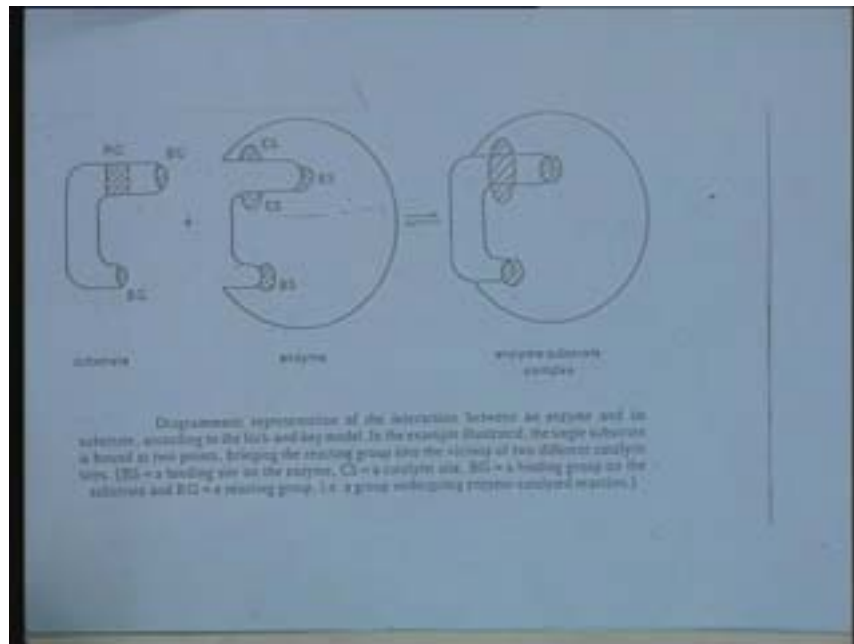 RG BG
CS
BS
+
CS
BS
BG
substrate enzyme enzyme-substrate
complex
Diagrammatic representation of the interaction between an enzyme and its
substrate, according to the lock-and-key model. In the example illustrated, the single substrate
is bound at two points, bringing the reacting group into the vicinity of two different catalytic
sites. (BS = a binding site on the enzyme, CS = a catalytic site, BG = a binding group on the
substrate and RG = a reacting group, i.e. a group undergoing enzyme-catalysed reaction.)